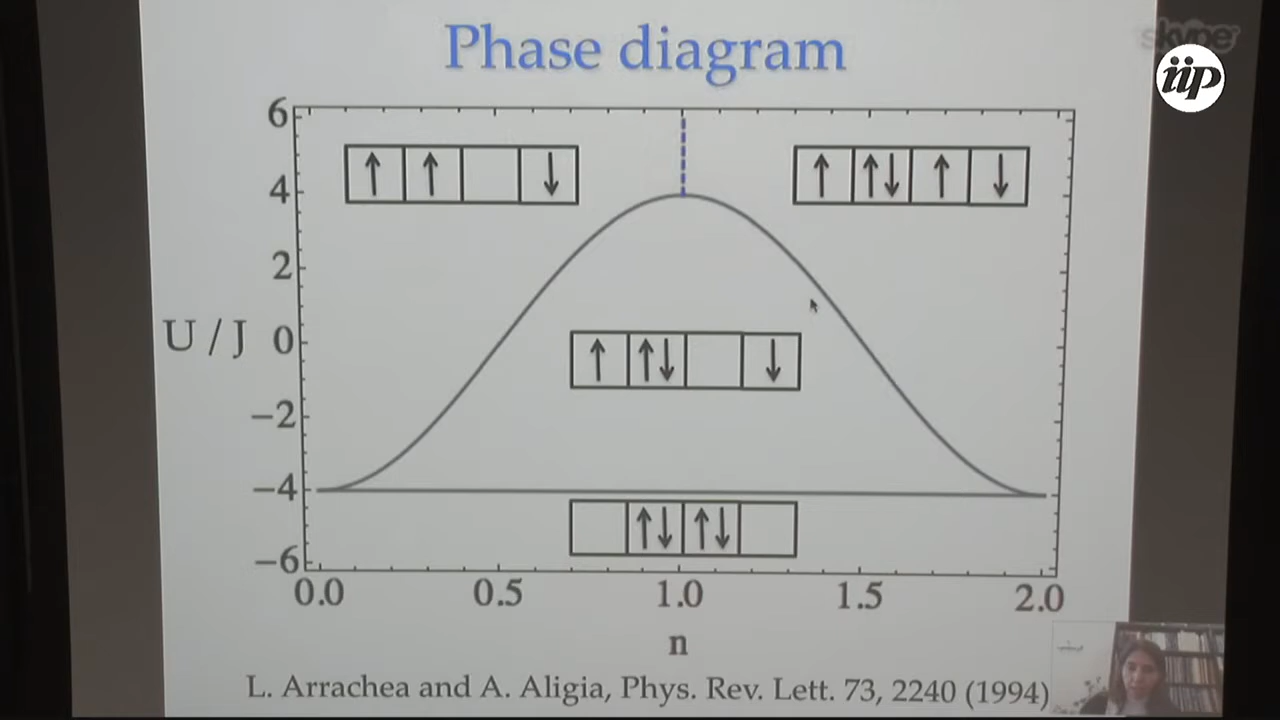 Phase diagram
skype
iip
6
4
2
U / J 0
−2
−4
−6
↑ ↑ ↓
↑ ↑↓ ↑ ↓
↑ ↑↓ ↓
↑↓ ↑↓
0.0 0.5 1.0 1.5 2.0
n
L. Arrachea and A. Aligia, Phys. Rev. Lett. 73, 2240 (1994)